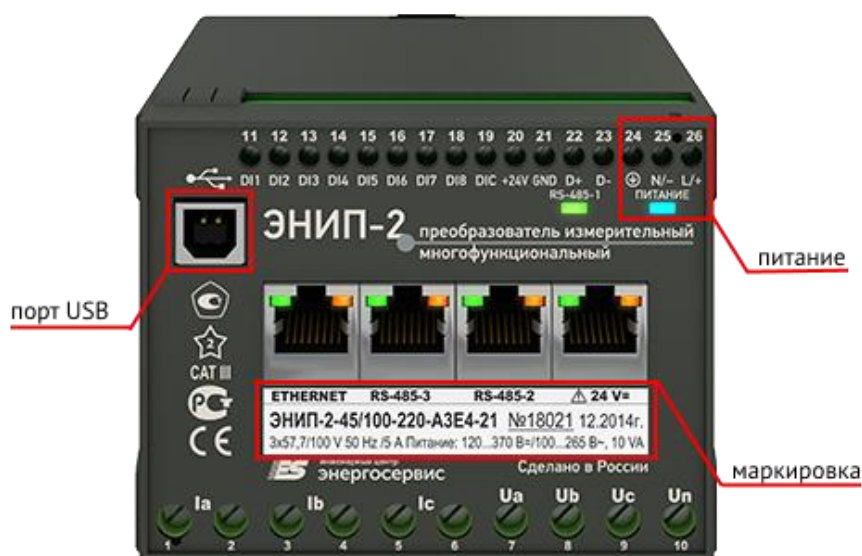 11 12 13 14 15 16 17 18 19 20 21 22 23 24 25 26
DI1 DI2 DI3 DI4 DI5 DI6 DI7 DI8 DIC +24V GND D+ D- N/– L/+
RS-485-1 ПИТАНИЕ
ЭНИП-2 преобразователь измерительный
многофункциональный
питание
порт USB
2
CAT III
ETHERNET RS-485-3 RS-485-2 ⚠ 24 V=
ЭНИП-2-45/100-220-А3Е4-21 №18021 12.2014г.
3х57,7/100 V 50 Hz /5 А Питание: 120...370 В=/100...265 В~, 10 VA
маркировка
ES инженерный центр
энергосервис
Сделано в России
Ia Ib Ic Ua Ub Uc Un
1 2 3 4 5 6 7 8 9 10